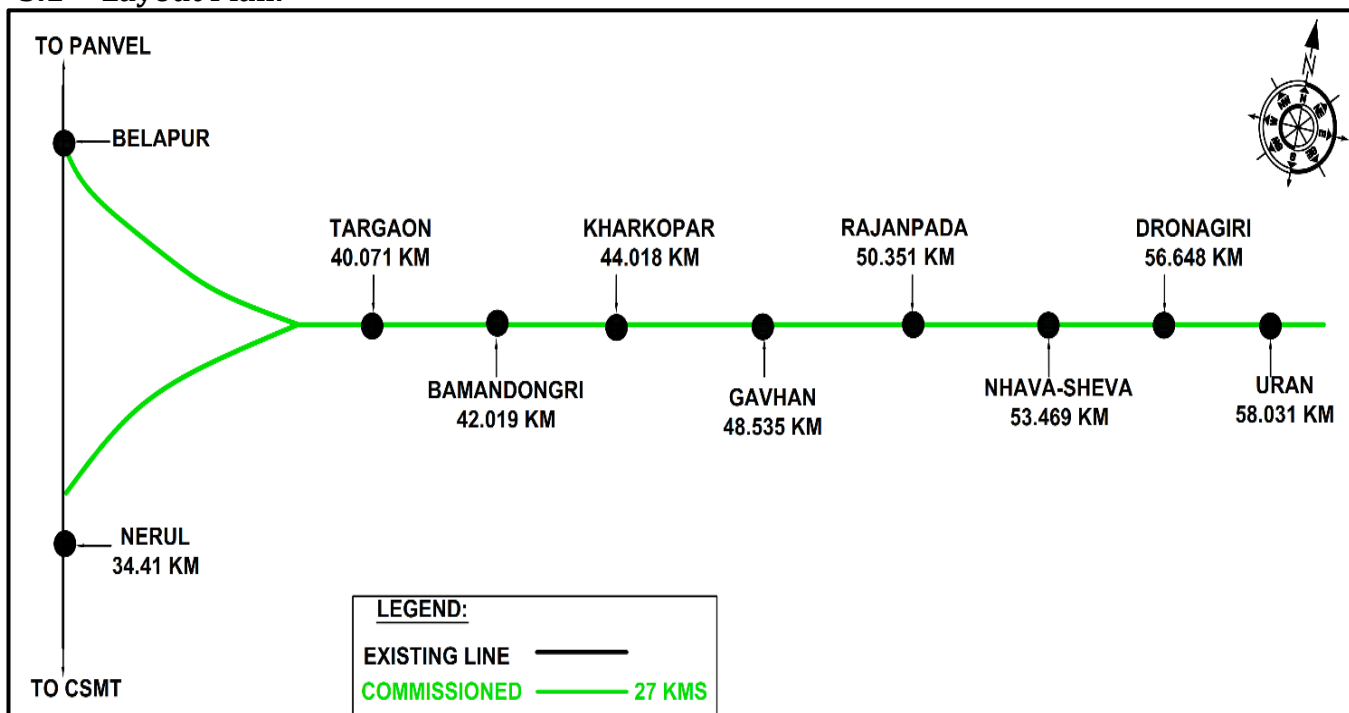 TO PANVEL
N
BELAPUR
TARGAON
40.071 KM
KHARKOPAR
44.018 KM
RAJANPADA
50.351 KM
DRONAGIRI
56.648 KM
BAMANDONGRI
42.019 KM
GAVHAN
48.535 KM
NHAVA-SHEVA
53.469 KM
URAN
58.031 KM
NERUL
34.41 KM
TO CSMT
LEGEND:
EXISTING LINE
COMMISSIONED 27 KMS